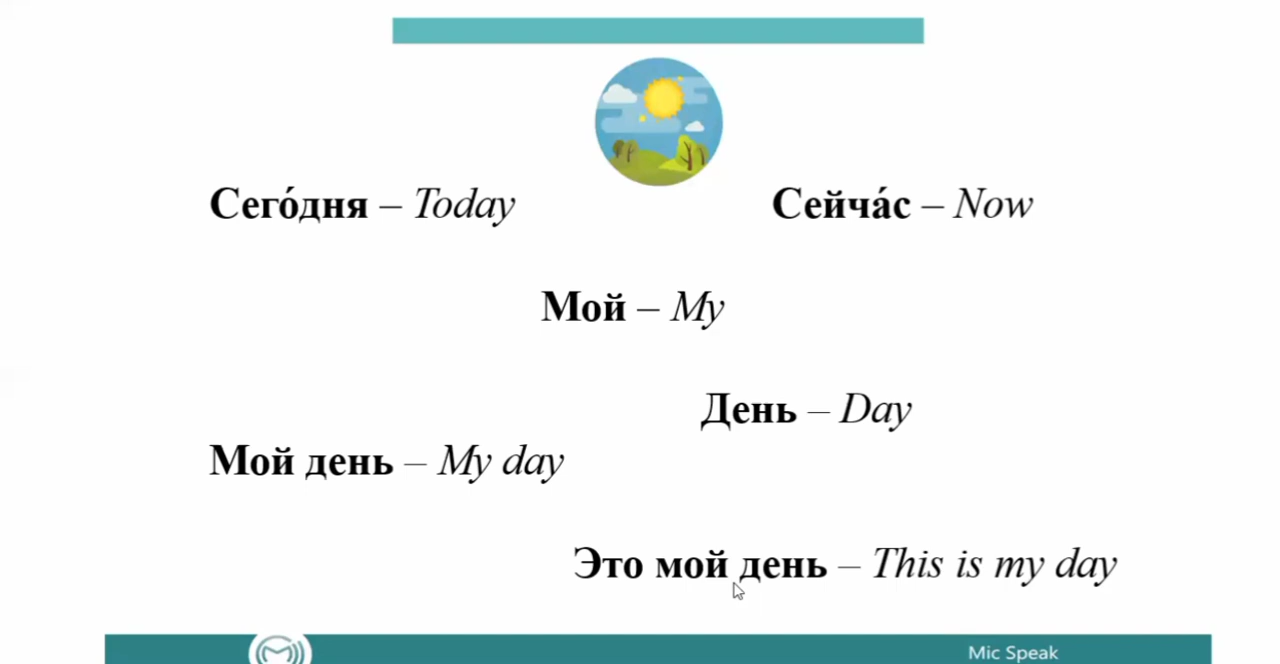 Сего́дня – Today
Сейча́с – Now
Мой – My
День – Day
Мой день – My day
Это мой день – This is my day
Mic Speak